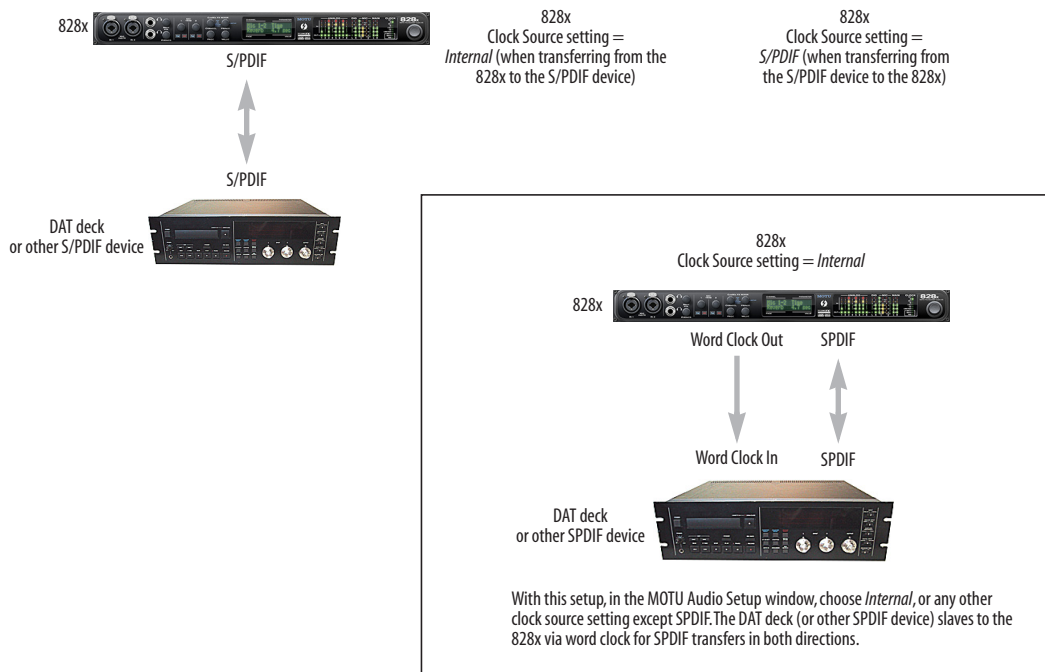 828x
S/PDIF
S/PDIF
DAT deck
or other S/PDIF device
828x
Clock Source setting =
Internal (when transferring from the
828x to the S/PDIF device)
828x
Clock Source setting =
S/PDIF (when transferring from
the S/PDIF device to the 828x)
828x
Clock Source setting = Internal
828x
Word Clock Out
SPDIF
Word Clock In
SPDIF
DAT deck
or other SPDIF device
With this setup, in the MOTU Audio Setup window, choose Internal, or any other
clock source setting except SPDIF. The DAT deck (or other SPDIF device) slaves to the
828x via word clock for SPDIF transfers in both directions.